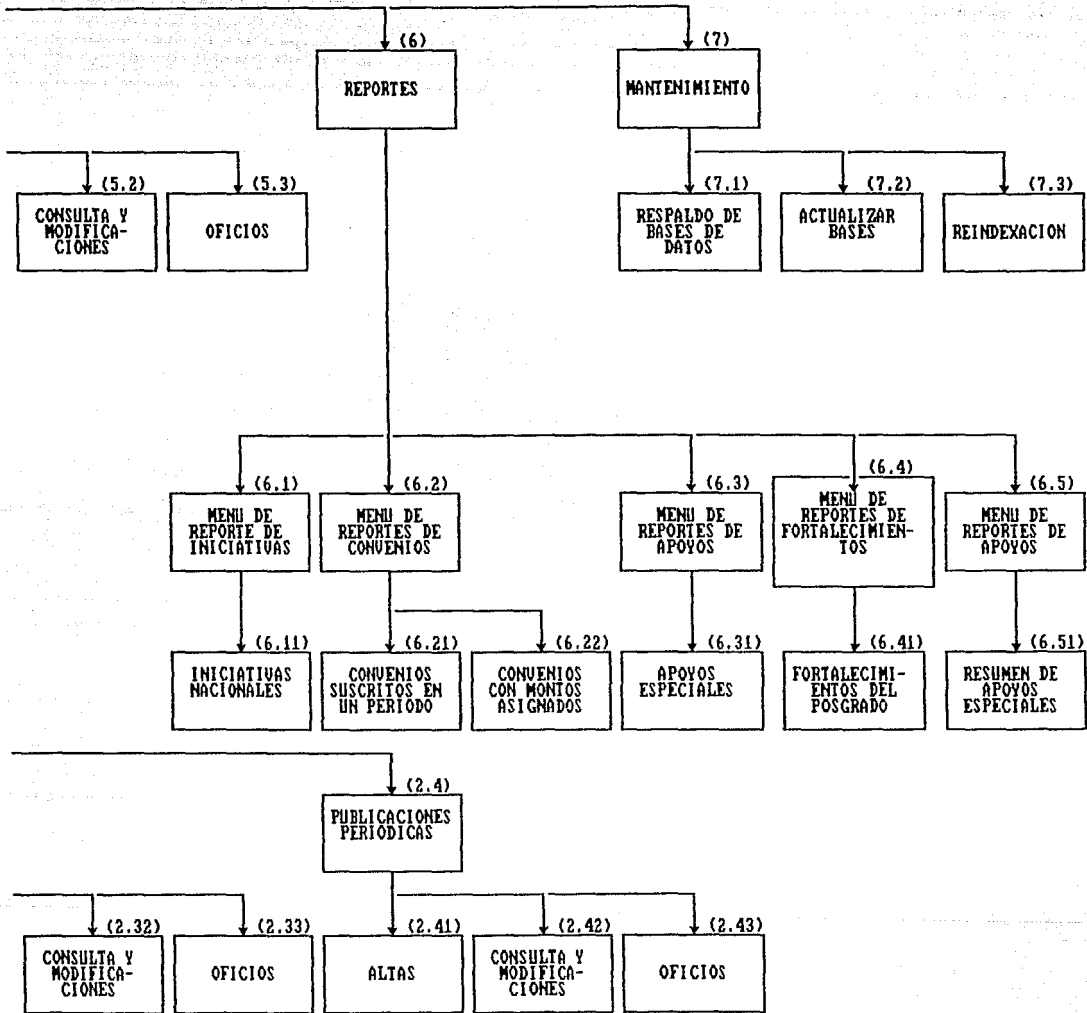 (6)
REPORTES
(7)
MANTENIMIENTO
(5.2)
CONSULTA Y
MODIFICA-
CIONES
(5.3)
OFICIOS
(7.1)
RESPALDO DE
BASES DE
DATOS
(7.2)
ACTUALIZAR
BASES
(7.3)
REINDEXACION
(6.1)
MENU DE
REPORTE DE
INICIATIVAS
(6.2)
MENU DE
REPORTES DE
CONVENIOS
(6.3)
MENU DE
REPORTES DE
APOYOS
(6.4)
MENU DE
REPORTES DE
FORTALECIMIEN-
TOS
(6.5)
MENU DE
REPORTES DE
APOYOS
(6.11)
INICIATIVAS
NACIONALES
(6.21)
CONVENIOS
SUSCRITOS EN
UN PERIODO
(6.22)
CONVENIOS
CON MONTOS
ASIGNADOS
(6.31)
APOYOS
ESPECIALES
(6.41)
FORTALECIMI-
ENTOS DEL
POSGRADO
(6.51)
RESUMEN DE
APOYOS
ESPECIALES
(2.4)
PUBLICACIONES
PERIODICAS
(2.32)
CONSULTA Y
MODIFICA-
CIONES
(2.33)
OFICIOS
(2.41)
ALTAS
(2.42)
CONSULTA Y
MODIFICA-
CIONES
(2.43)
OFICIOS